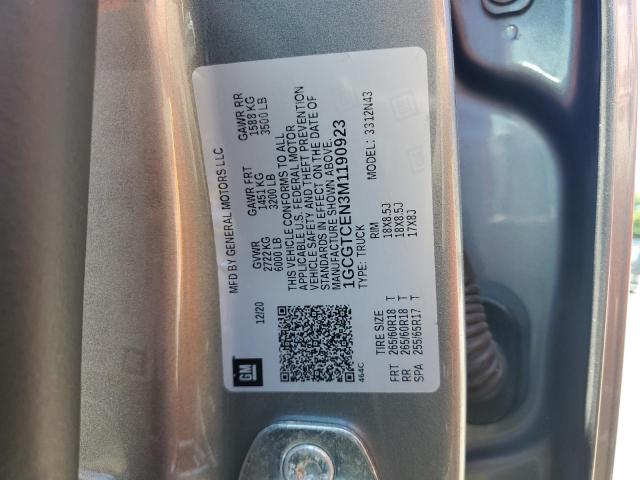 MFD BY GENERAL MOTORS LLC
12/20
GVWR
2722 KG
6000 LB
GAWR FRT
1451 KG
3200 LB
GAWR RR
1588 KG
3500 LB
THIS VEHICLE CONFORMS TO ALL
APPLICABLE U.S. FEDERAL MOTOR
VEHICLE SAFETY AND THEFT PREVENTION
STANDARDS IN EFFECT ON THE DATE OF
MANUFACTURE SHOWN ABOVE.
1GCGTCEN3M1190923
TYPE: TRUCK MODEL: 3312N43
GM
464C
TIRE SIZE RIM
FRT 265/60R18 T 18X8.5J
RR 265/60R18 T 18X8.5J
SPA 255/65R17 T 17X8J